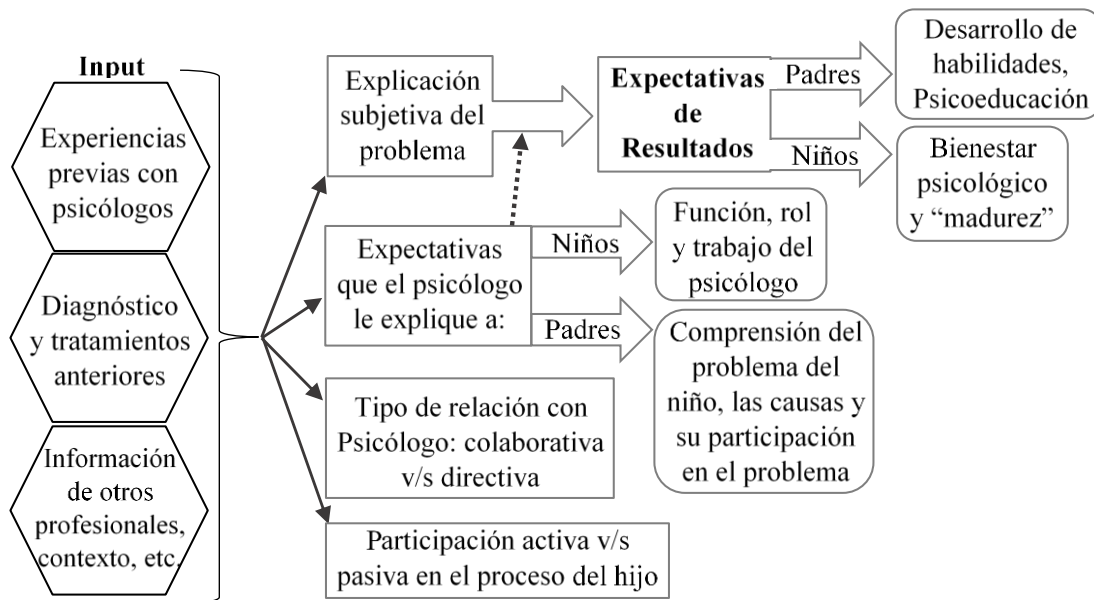 Input
Experiencias
previas con
psicólogos
Diagnóstico
y tratamientos
anteriores
Información
de otros
profesionales,
contexto, etc.
Explicación
subjetiva del
problema
Expectativas
de
Resultados
Padres
Desarrollo de
habilidades,
Psicoeducación
Niños
Bienestar
psicológico
y “madurez”
Expectativas
que el psicólogo
le explique a:
Niños
Función, rol
y trabajo del
psicólogo
Padres
Comprensión del
problema del
niño, las causas y
su participación
en el problema
Tipo de relación con
Psicólogo: colaborativa
v/s directiva
Participación activa v/s
pasiva en el proceso del hijo